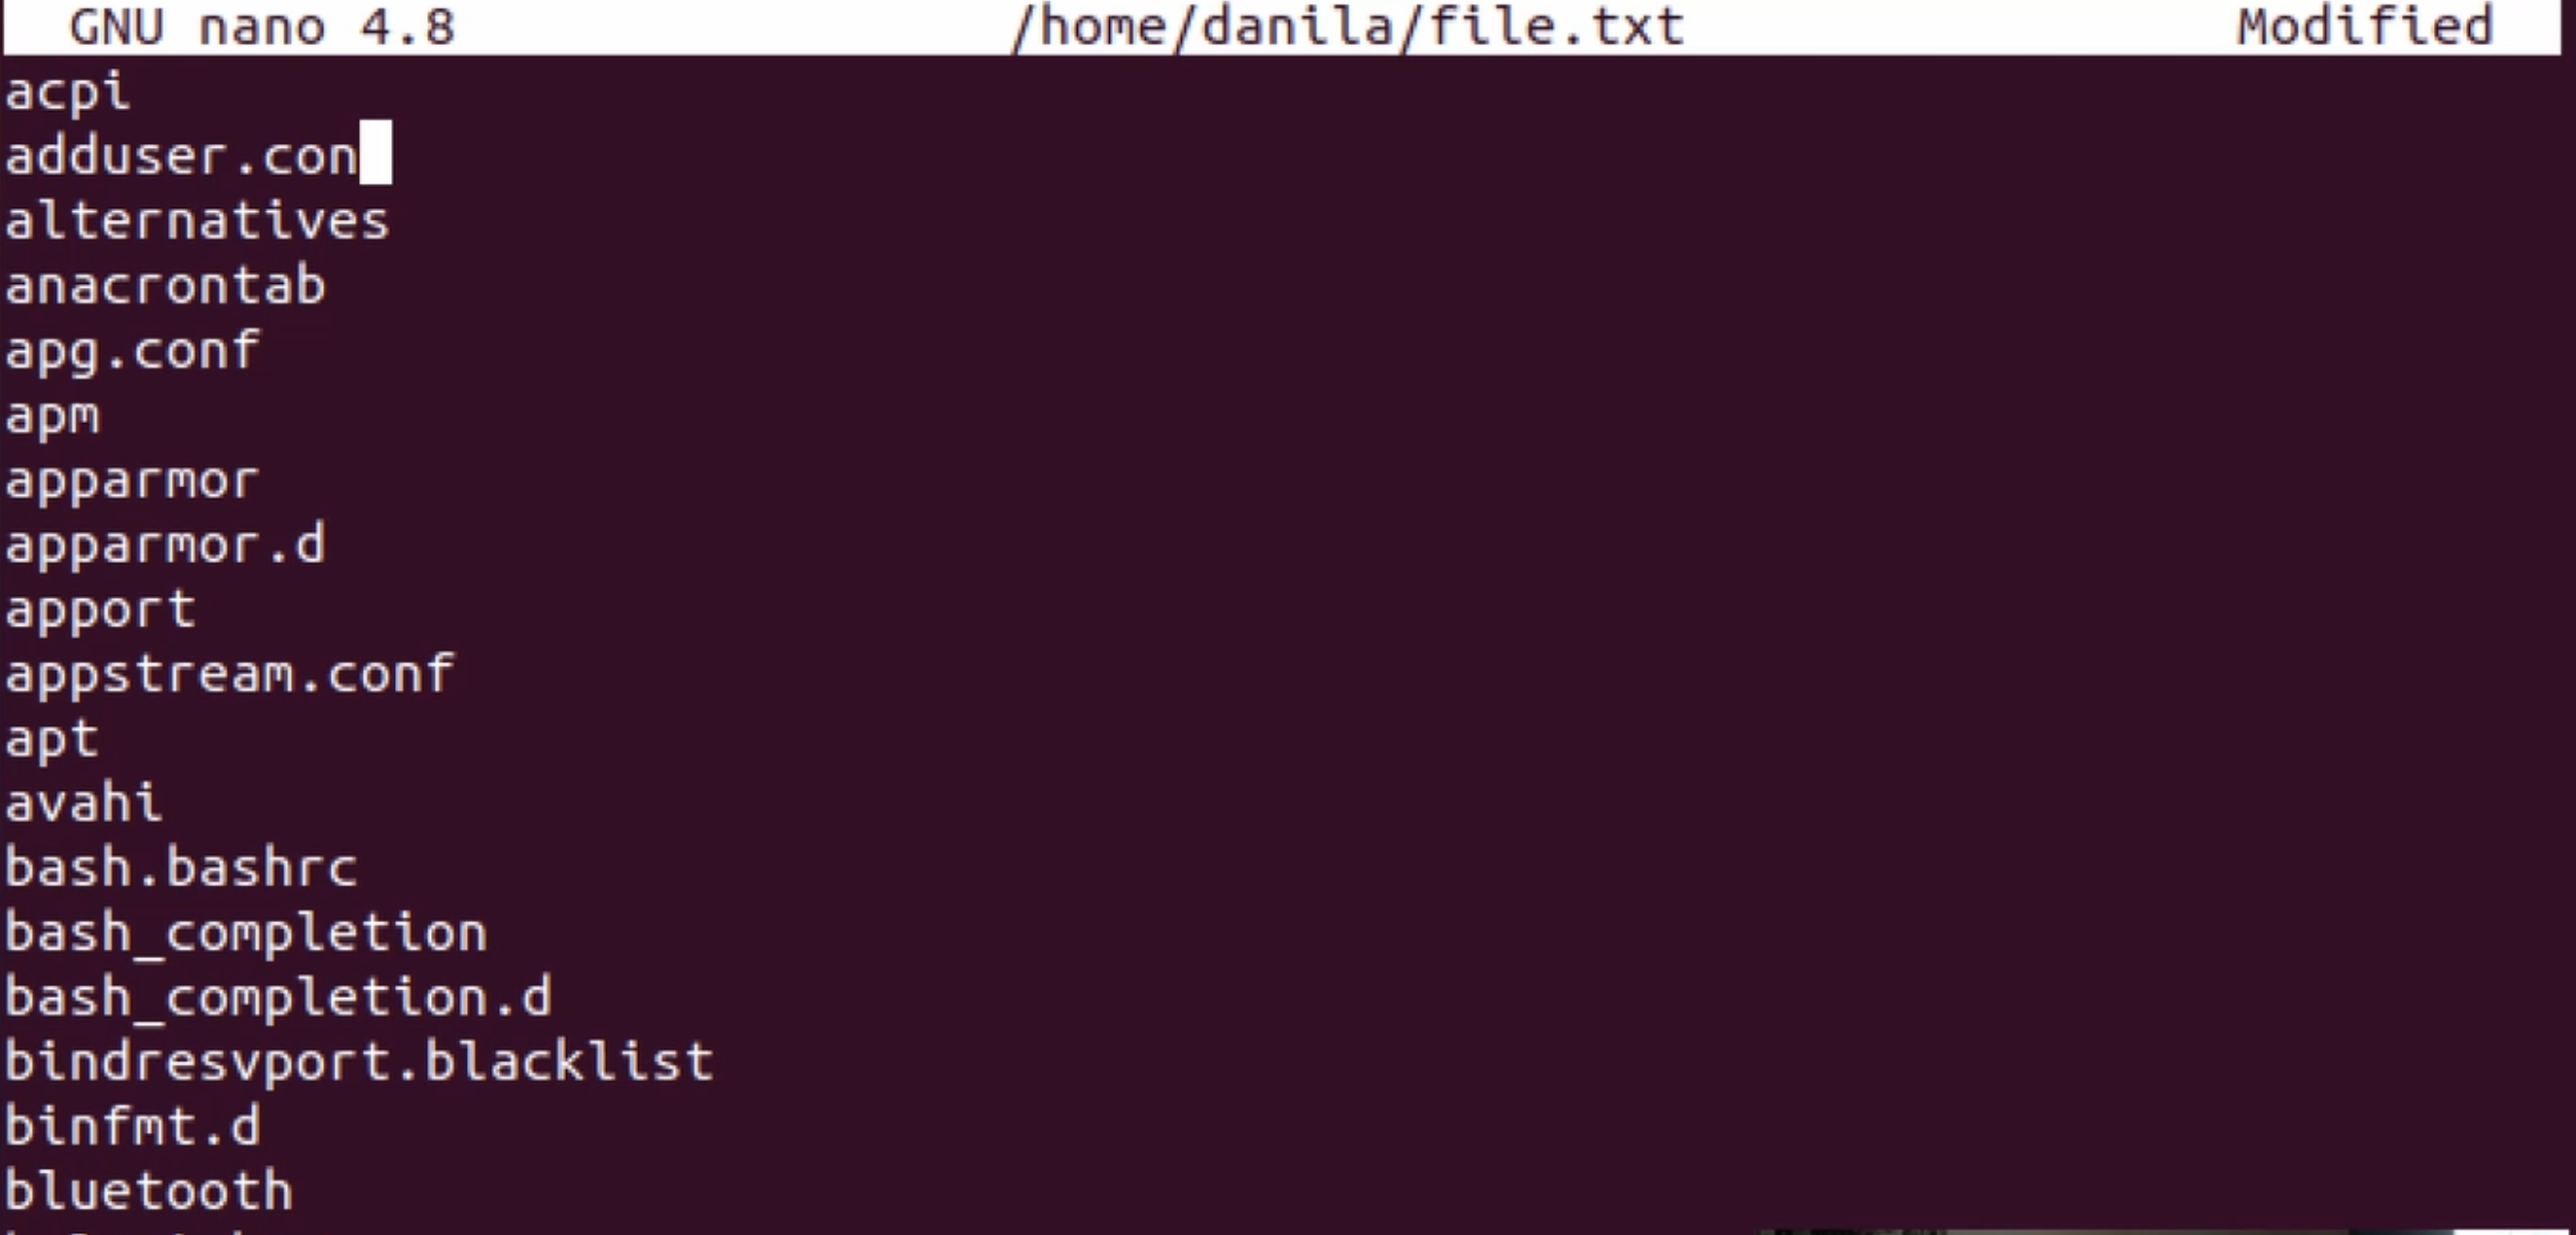 GNU nano 4.8 /home/danila/file.txt Modified
acpi
adduser.con
alternatives
anacrontab
apg.conf
apm
apparmor
apparmor.d
apport
appstream.conf
apt
avahi
bash.bashrc
bash_completion
bash_completion.d
bindresvport.blacklist
binfmt.d
bluetooth